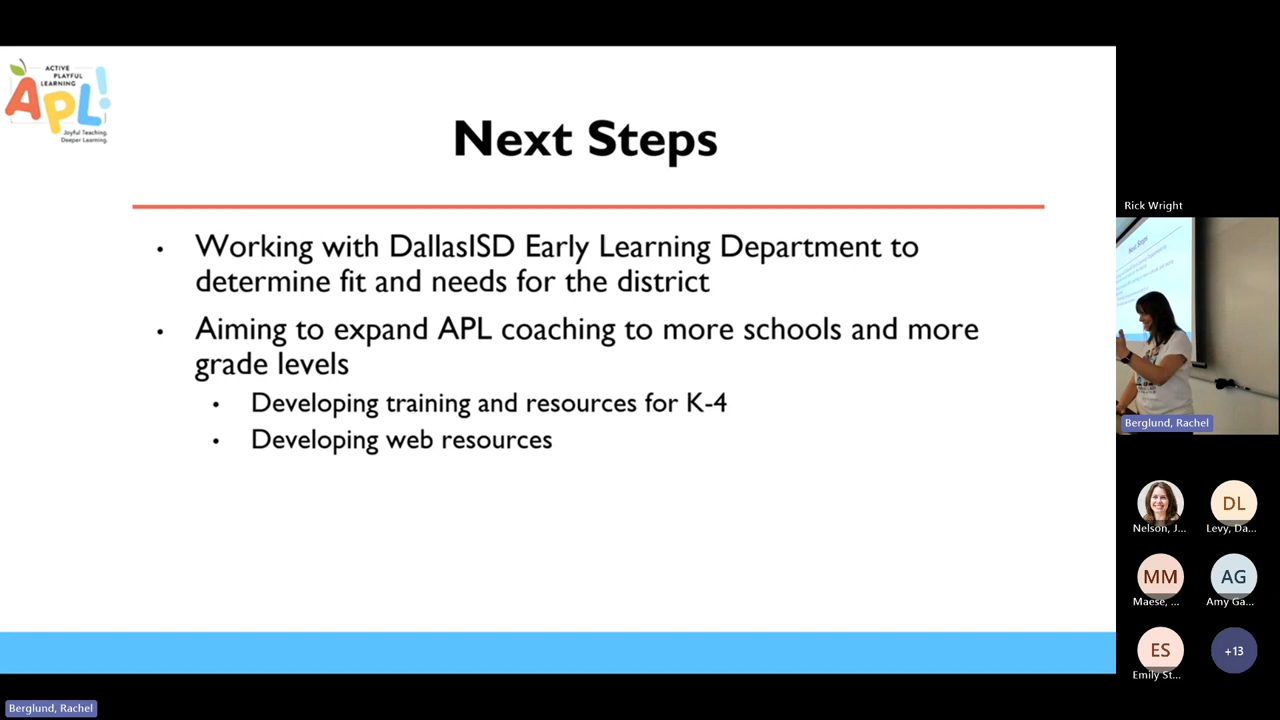 ACTIVE
PLAYFUL
LEARNING
APL!
Joyful Teaching.
Deeper Learning.
Next Steps
• Working with DallasISD Early Learning Department to
determine fit and needs for the district
• Aiming to expand APL coaching to more schools and more
grade levels
• Developing training and resources for K-4
• Developing web resources
Rick Wright
Next Steps
Berglund, Rachel
Nelson, J...
DL
Levy, Da...
MM
Maese, ...
AG
Amy Ga...
ES
Emily St...
+13
Berglund, Rachel